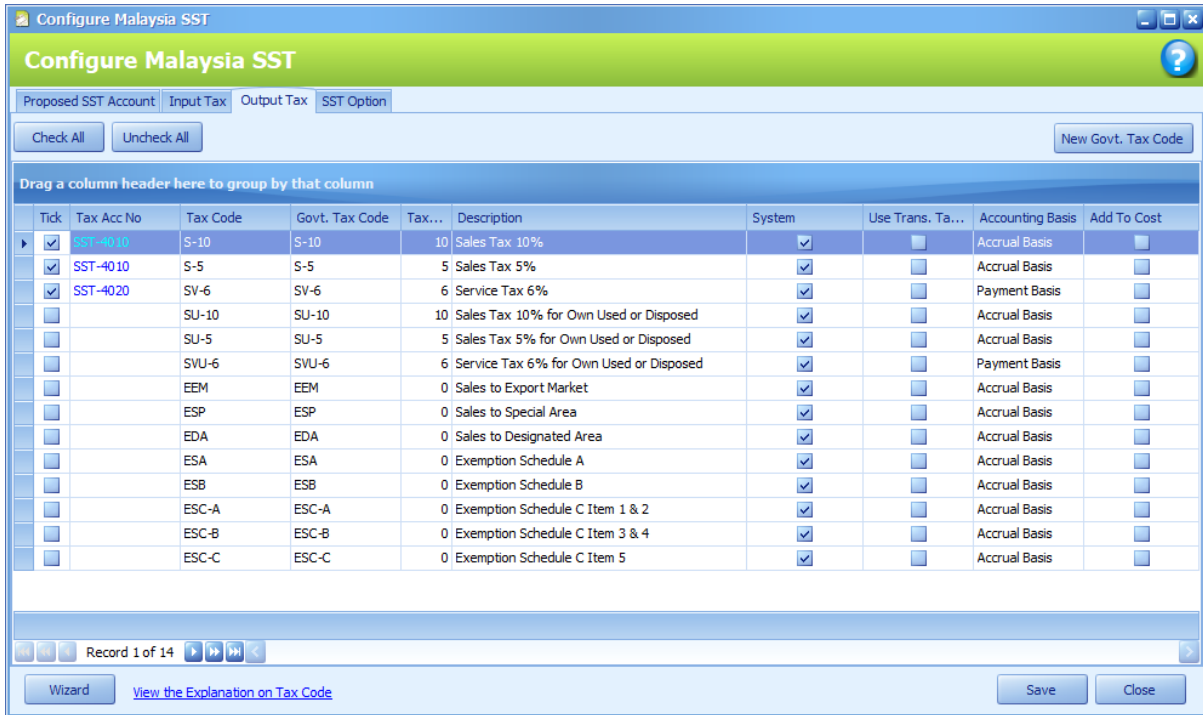 Configure Malaysia SST
Configure Malaysia SST
Proposed SST Account Input Tax Output Tax SST Option
Check All Uncheck All New Govt. Tax Code
Drag a column header here to group by that column
Tick Tax Acc No Tax Code Govt. Tax Code Tax... Description System Use Trans. Ta... Accounting Basis Add To Cost
SST-4010 S-10 S-10 10 Sales Tax 10% Accrual Basis
SST-4010 S-5 S-5 5 Sales Tax 5% Accrual Basis
SST-4020 SV-6 SV-6 6 Service Tax 6% Payment Basis
SU-10 SU-10 10 Sales Tax 10% for Own Used or Disposed Accrual Basis
SU-5 SU-5 5 Sales Tax 5% for Own Used or Disposed Accrual Basis
SVU-6 SVU-6 6 Service Tax 6% for Own Used or Disposed Payment Basis
EEM EEM 0 Sales to Export Market Accrual Basis
ESP ESP 0 Sales to Special Area Accrual Basis
EDA EDA 0 Sales to Designated Area Accrual Basis
ESA ESA 0 Exemption Schedule A Accrual Basis
ESB ESB 0 Exemption Schedule B Accrual Basis
ESC-A ESC-A 0 Exemption Schedule C Item 1 & 2 Accrual Basis
ESC-B ESC-B 0 Exemption Schedule C Item 3 & 4 Accrual Basis
ESC-C ESC-C 0 Exemption Schedule C Item 5 Accrual Basis
Record 1 of 14
Wizard View the Explanation on Tax Code Save Close